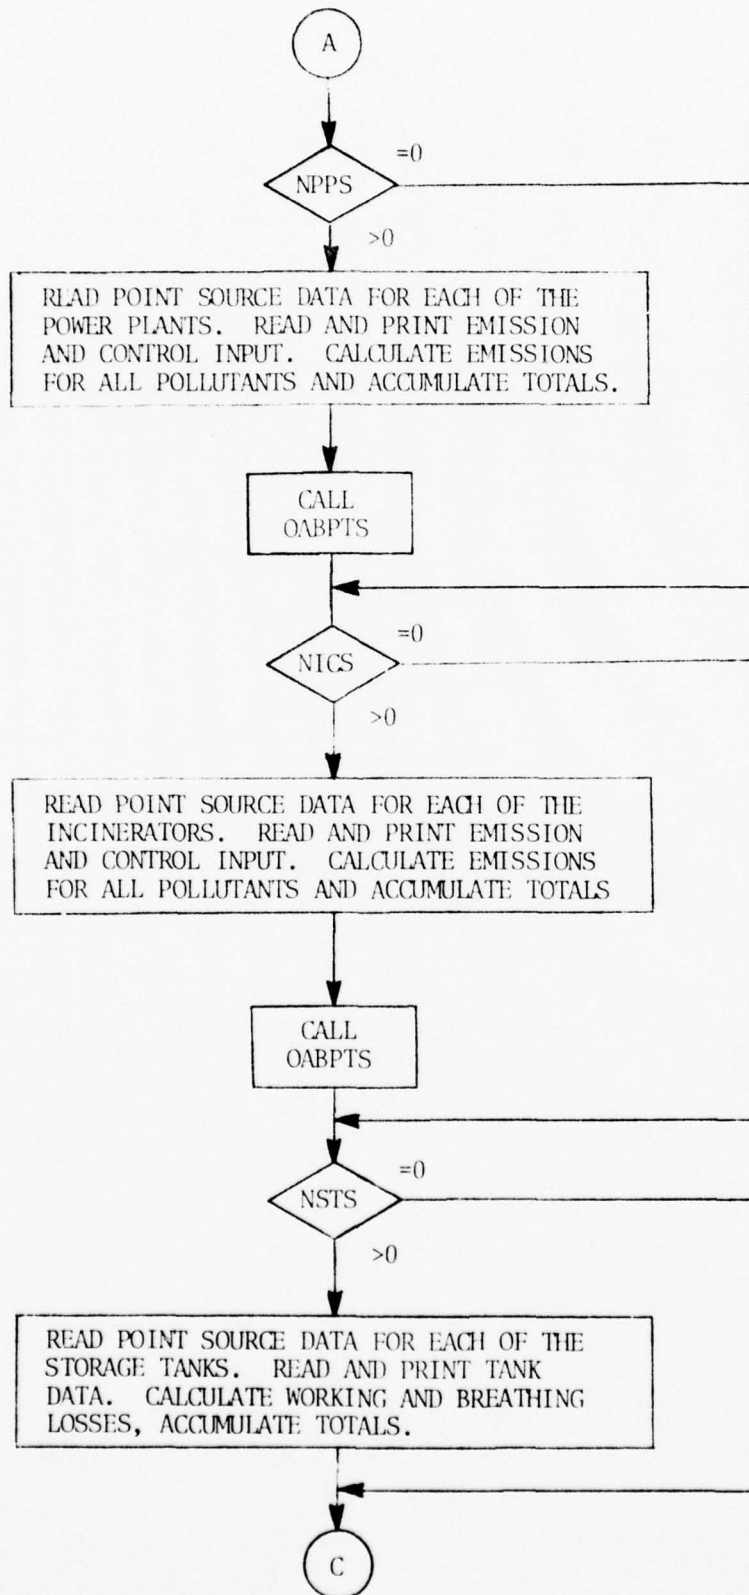 A
=0
NPPS
>0
READ POINT SOURCE DATA FOR EACH OF THE
POWER PLANTS. READ AND PRINT EMISSION
AND CONTROL INPUT. CALCULATE EMISSIONS
FOR ALL POLLUTANTS AND ACCUMULATE TOTALS.
CALL
OABPTS
=0
NICS
>0
READ POINT SOURCE DATA FOR EACH OF THE
INCINERATORS. READ AND PRINT EMISSION
AND CONTROL INPUT. CALCULATE EMISSIONS
FOR ALL POLLUTANTS AND ACCUMULATE TOTALS
CALL
OABPTS
=0
NSTS
>0
READ POINT SOURCE DATA FOR EACH OF THE
STORAGE TANKS. READ AND PRINT TANK
DATA. CALCULATE WORKING AND BREATHING
LOSSES, ACCUMULATE TOTALS.
C